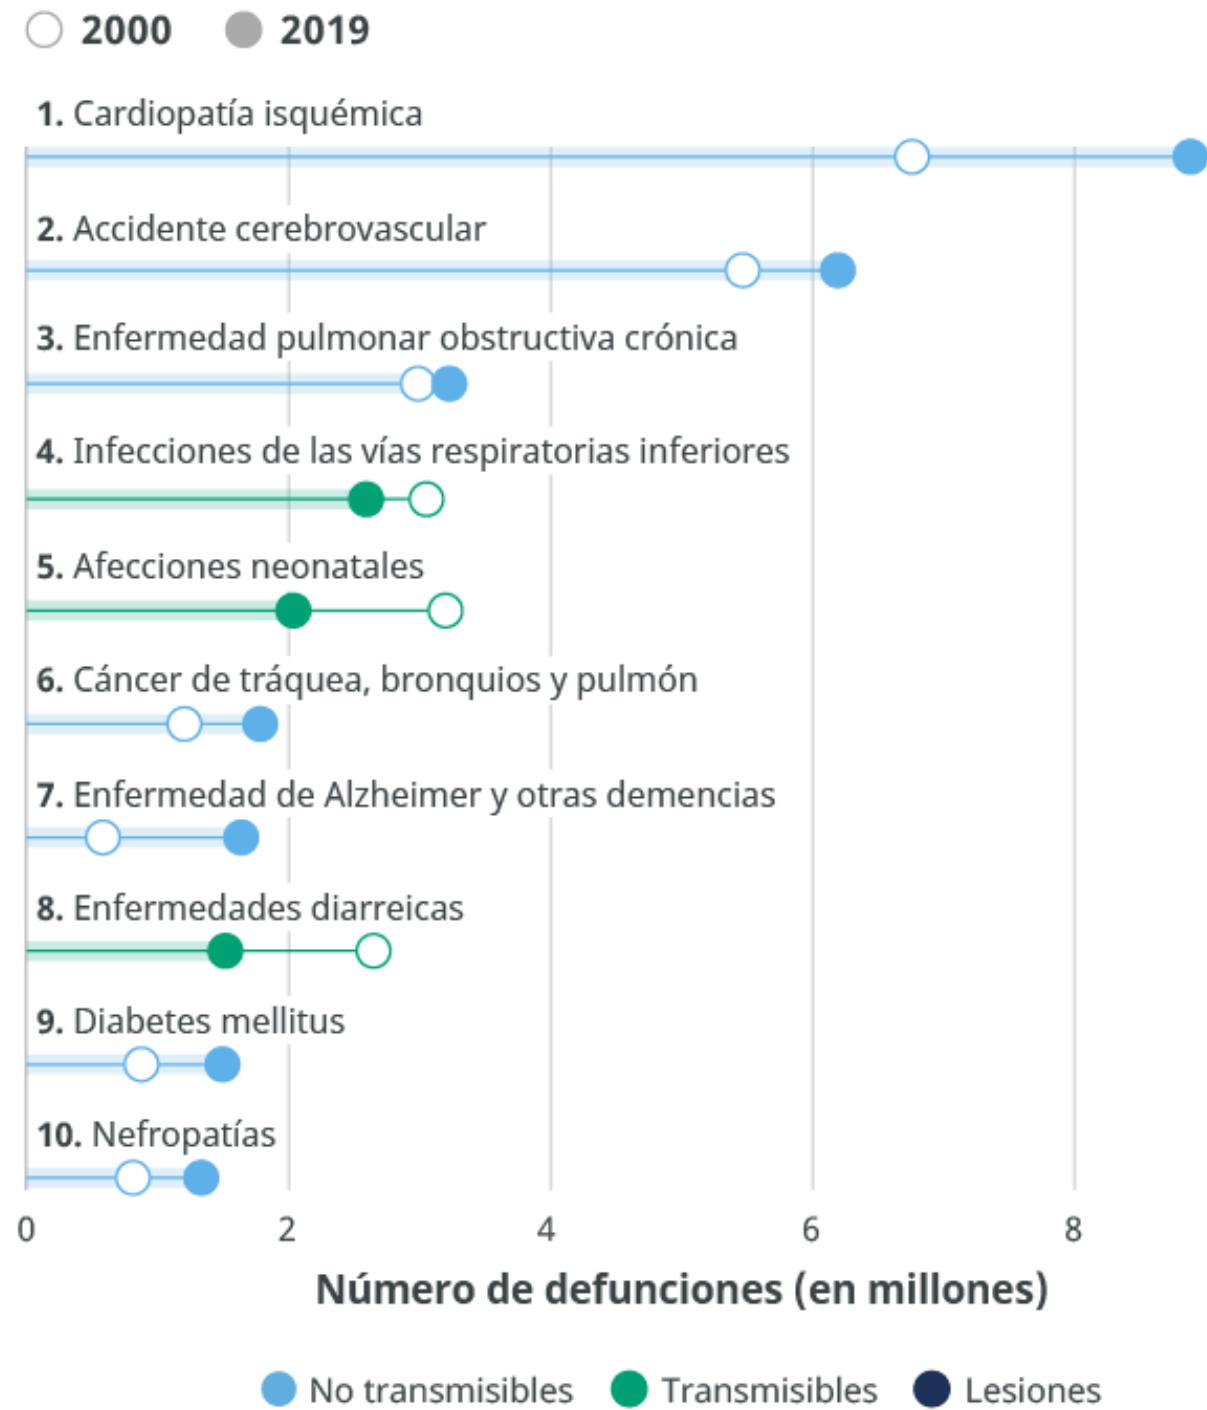 2000 2019
1. Cardiopatía isquémica
2. Accidente cerebrovascular
3. Enfermedad pulmonar obstructiva crónica
4. Infecciones de las vías respiratorias inferiores
5. Afecciones neonatales
6. Cáncer de tráquea, bronquios y pulmón
7. Enfermedad de Alzheimer y otras demencias
8. Enfermedades diarreicas
9. Diabetes mellitus
10. Nefropatías
0 2 4 6 8
Número de defunciones (en millones)
No transmisibles Transmisibles Lesiones